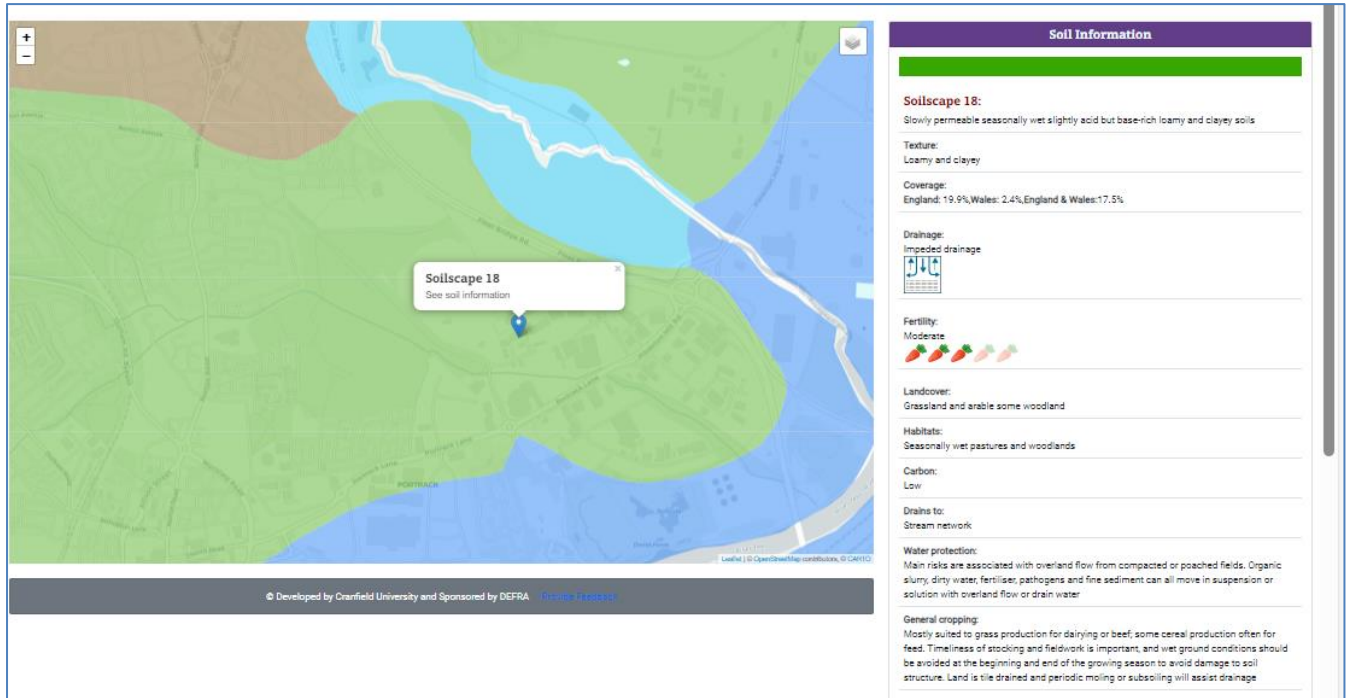 +
−
Soilscape 18
×
See soil information
PORTRACK
Portrack Lane
Leaflet | © OpenStreetMap contributors, © CARTO
© Developed by Cranfield University and Sponsored by DEFRA Provide Feedback
Soil Information
Soilscape 18:
Slowly permeable seasonally wet slightly acid but base-rich loamy and clayey soils
Texture:
Loamy and clayey
Coverage:
England: 19.9%,Wales: 2.4%,England & Wales:17.5%
Drainage:
Impeded drainage
Fertility:
Moderate
Landcover:
Grassland and arable some woodland
Habitats:
Seasonally wet pastures and woodlands
Carbon:
Low
Drains to:
Stream network
Water protection:
Main risks are associated with overland flow from compacted or poached fields. Organic
slurry, dirty water, fertiliser, pathogens and fine sediment can all move in suspension or
solution with overland flow or drain water
General cropping:
Mostly suited to grass production for dairying or beef; some cereal production often for
feed. Timeliness of stocking and fieldwork is important, and wet ground conditions should
be avoided at the beginning and end of the growing season to avoid damage to soil
structure. Land is tile drained and periodic moling or subsoiling will assist drainage